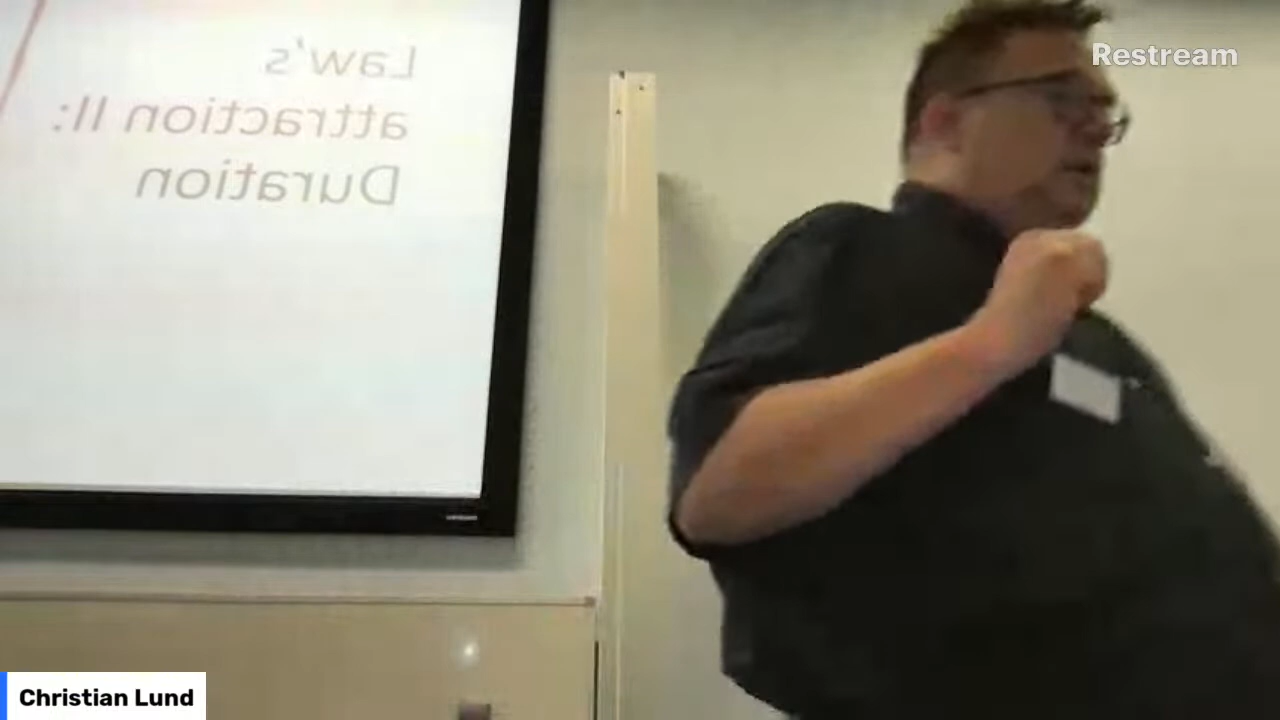 Law's
attraction II:
Duration
Restream
Christian Lund